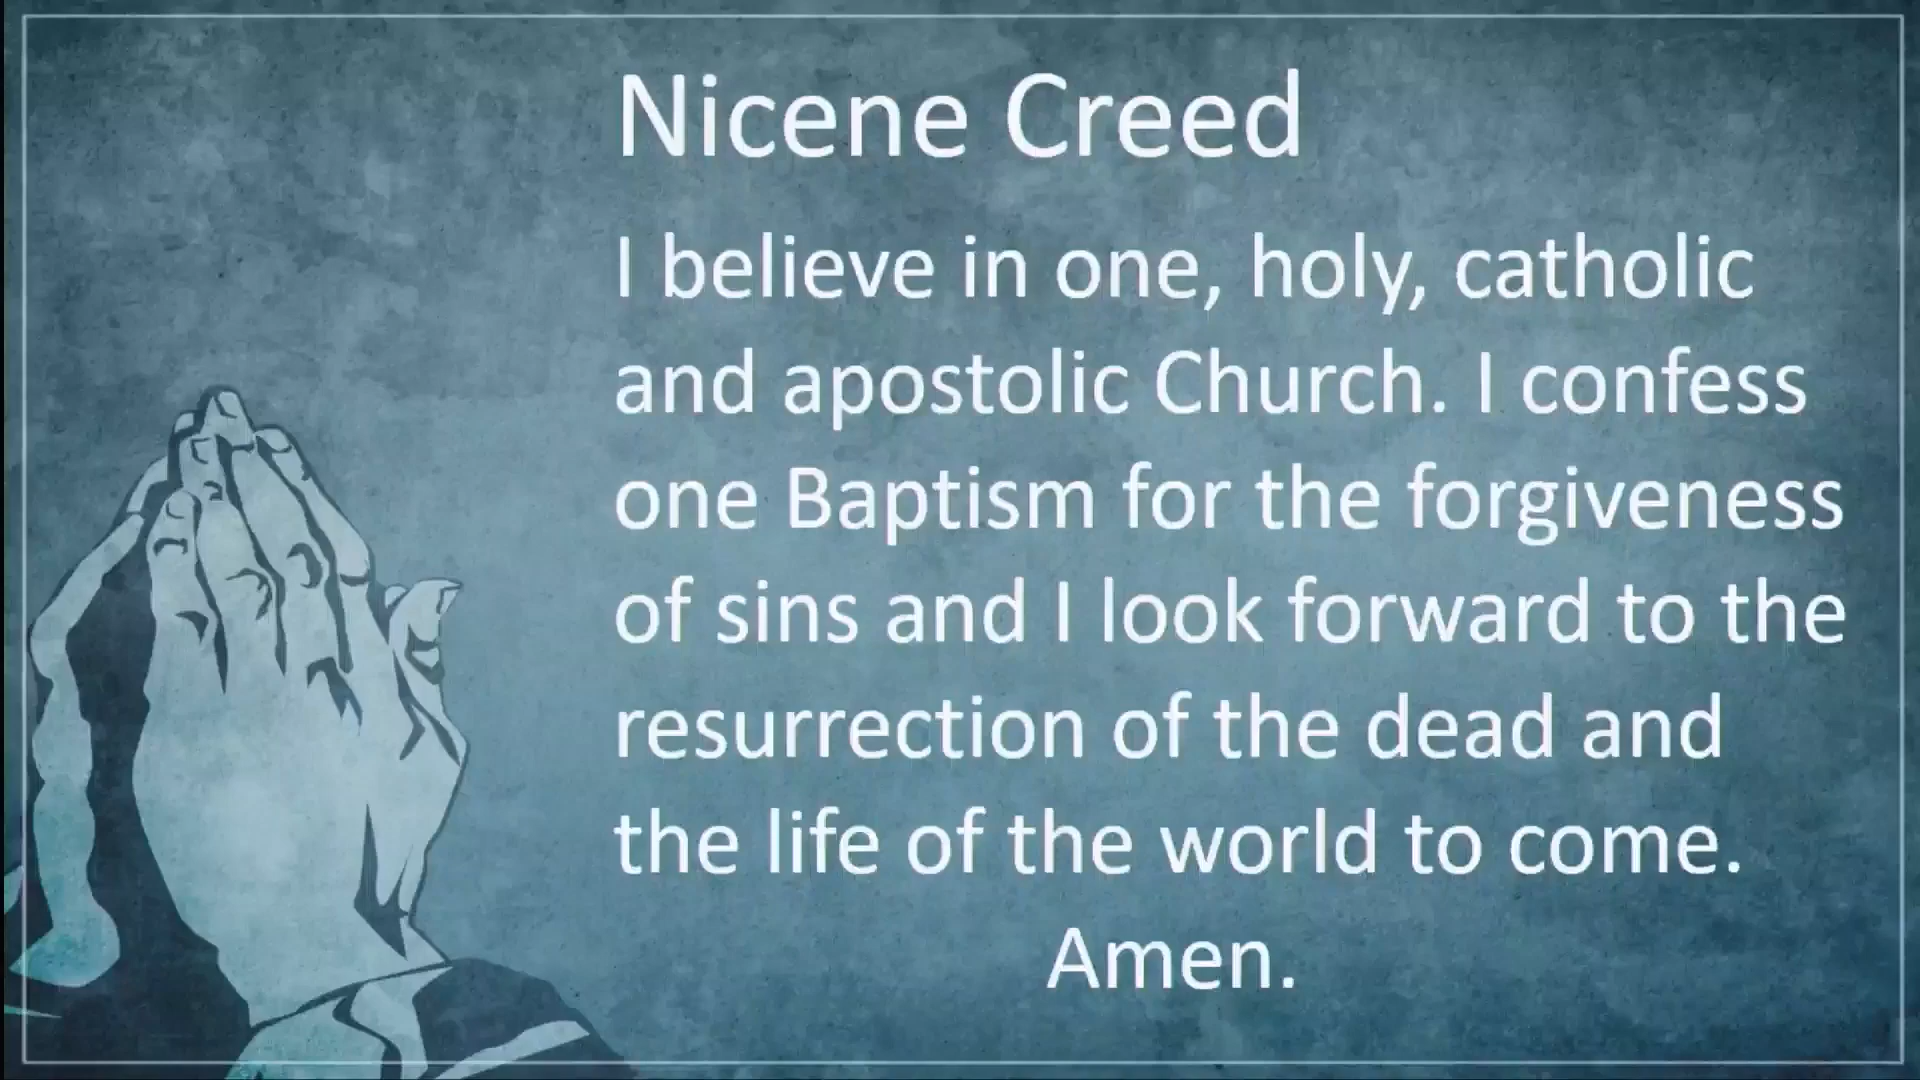 Nicene Creed
I believe in one, holy, catholic
and apostolic Church. I confess
one Baptism for the forgiveness
of sins and I look forward to the
resurrection of the dead and
the life of the world to come.
Amen.